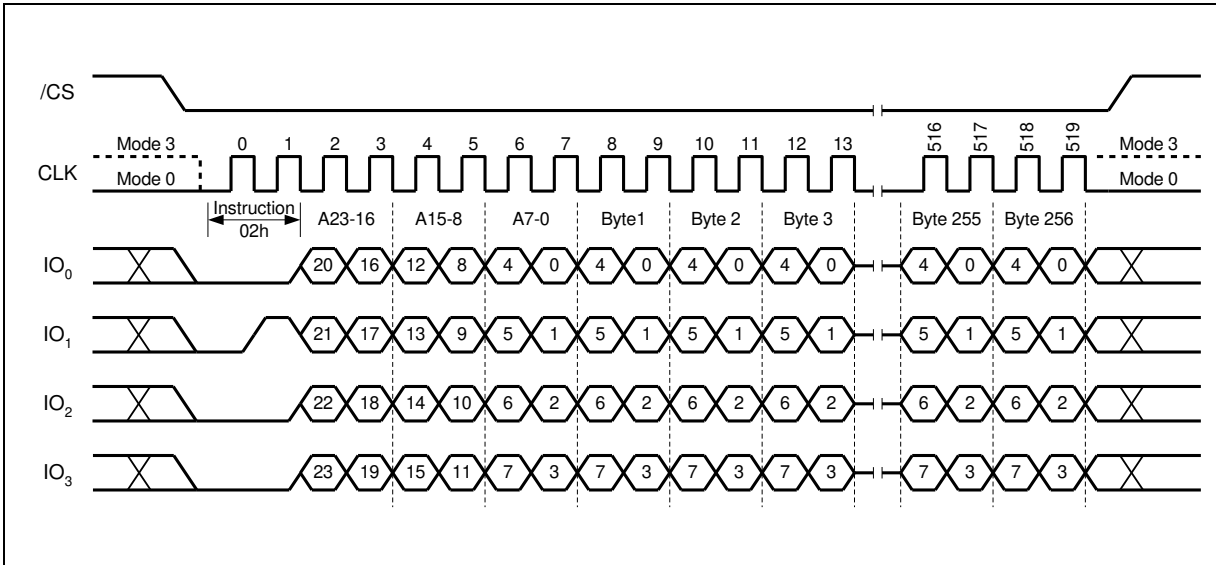 /CS
Mode 3 0 1 2 3 4 5 6 7 8 9 10 11 12 13 516 517 518 519 Mode 3
CLK
Mode 0 Mode 0
Instruction
02h
A23-16 A15-8 A7-0 Byte1 Byte 2 Byte 3 Byte 255 Byte 256
IO0 20 16 12 8 4 0 4 0 4 0 4 0 4 0 4 0
IO1 21 17 13 9 5 1 5 1 5 1 5 1 5 1 5 1
IO2 22 18 14 10 6 2 6 2 6 2 6 2 6 2 6 2
IO3 23 19 15 11 7 3 7 3 7 3 7 3 7 3 7 3